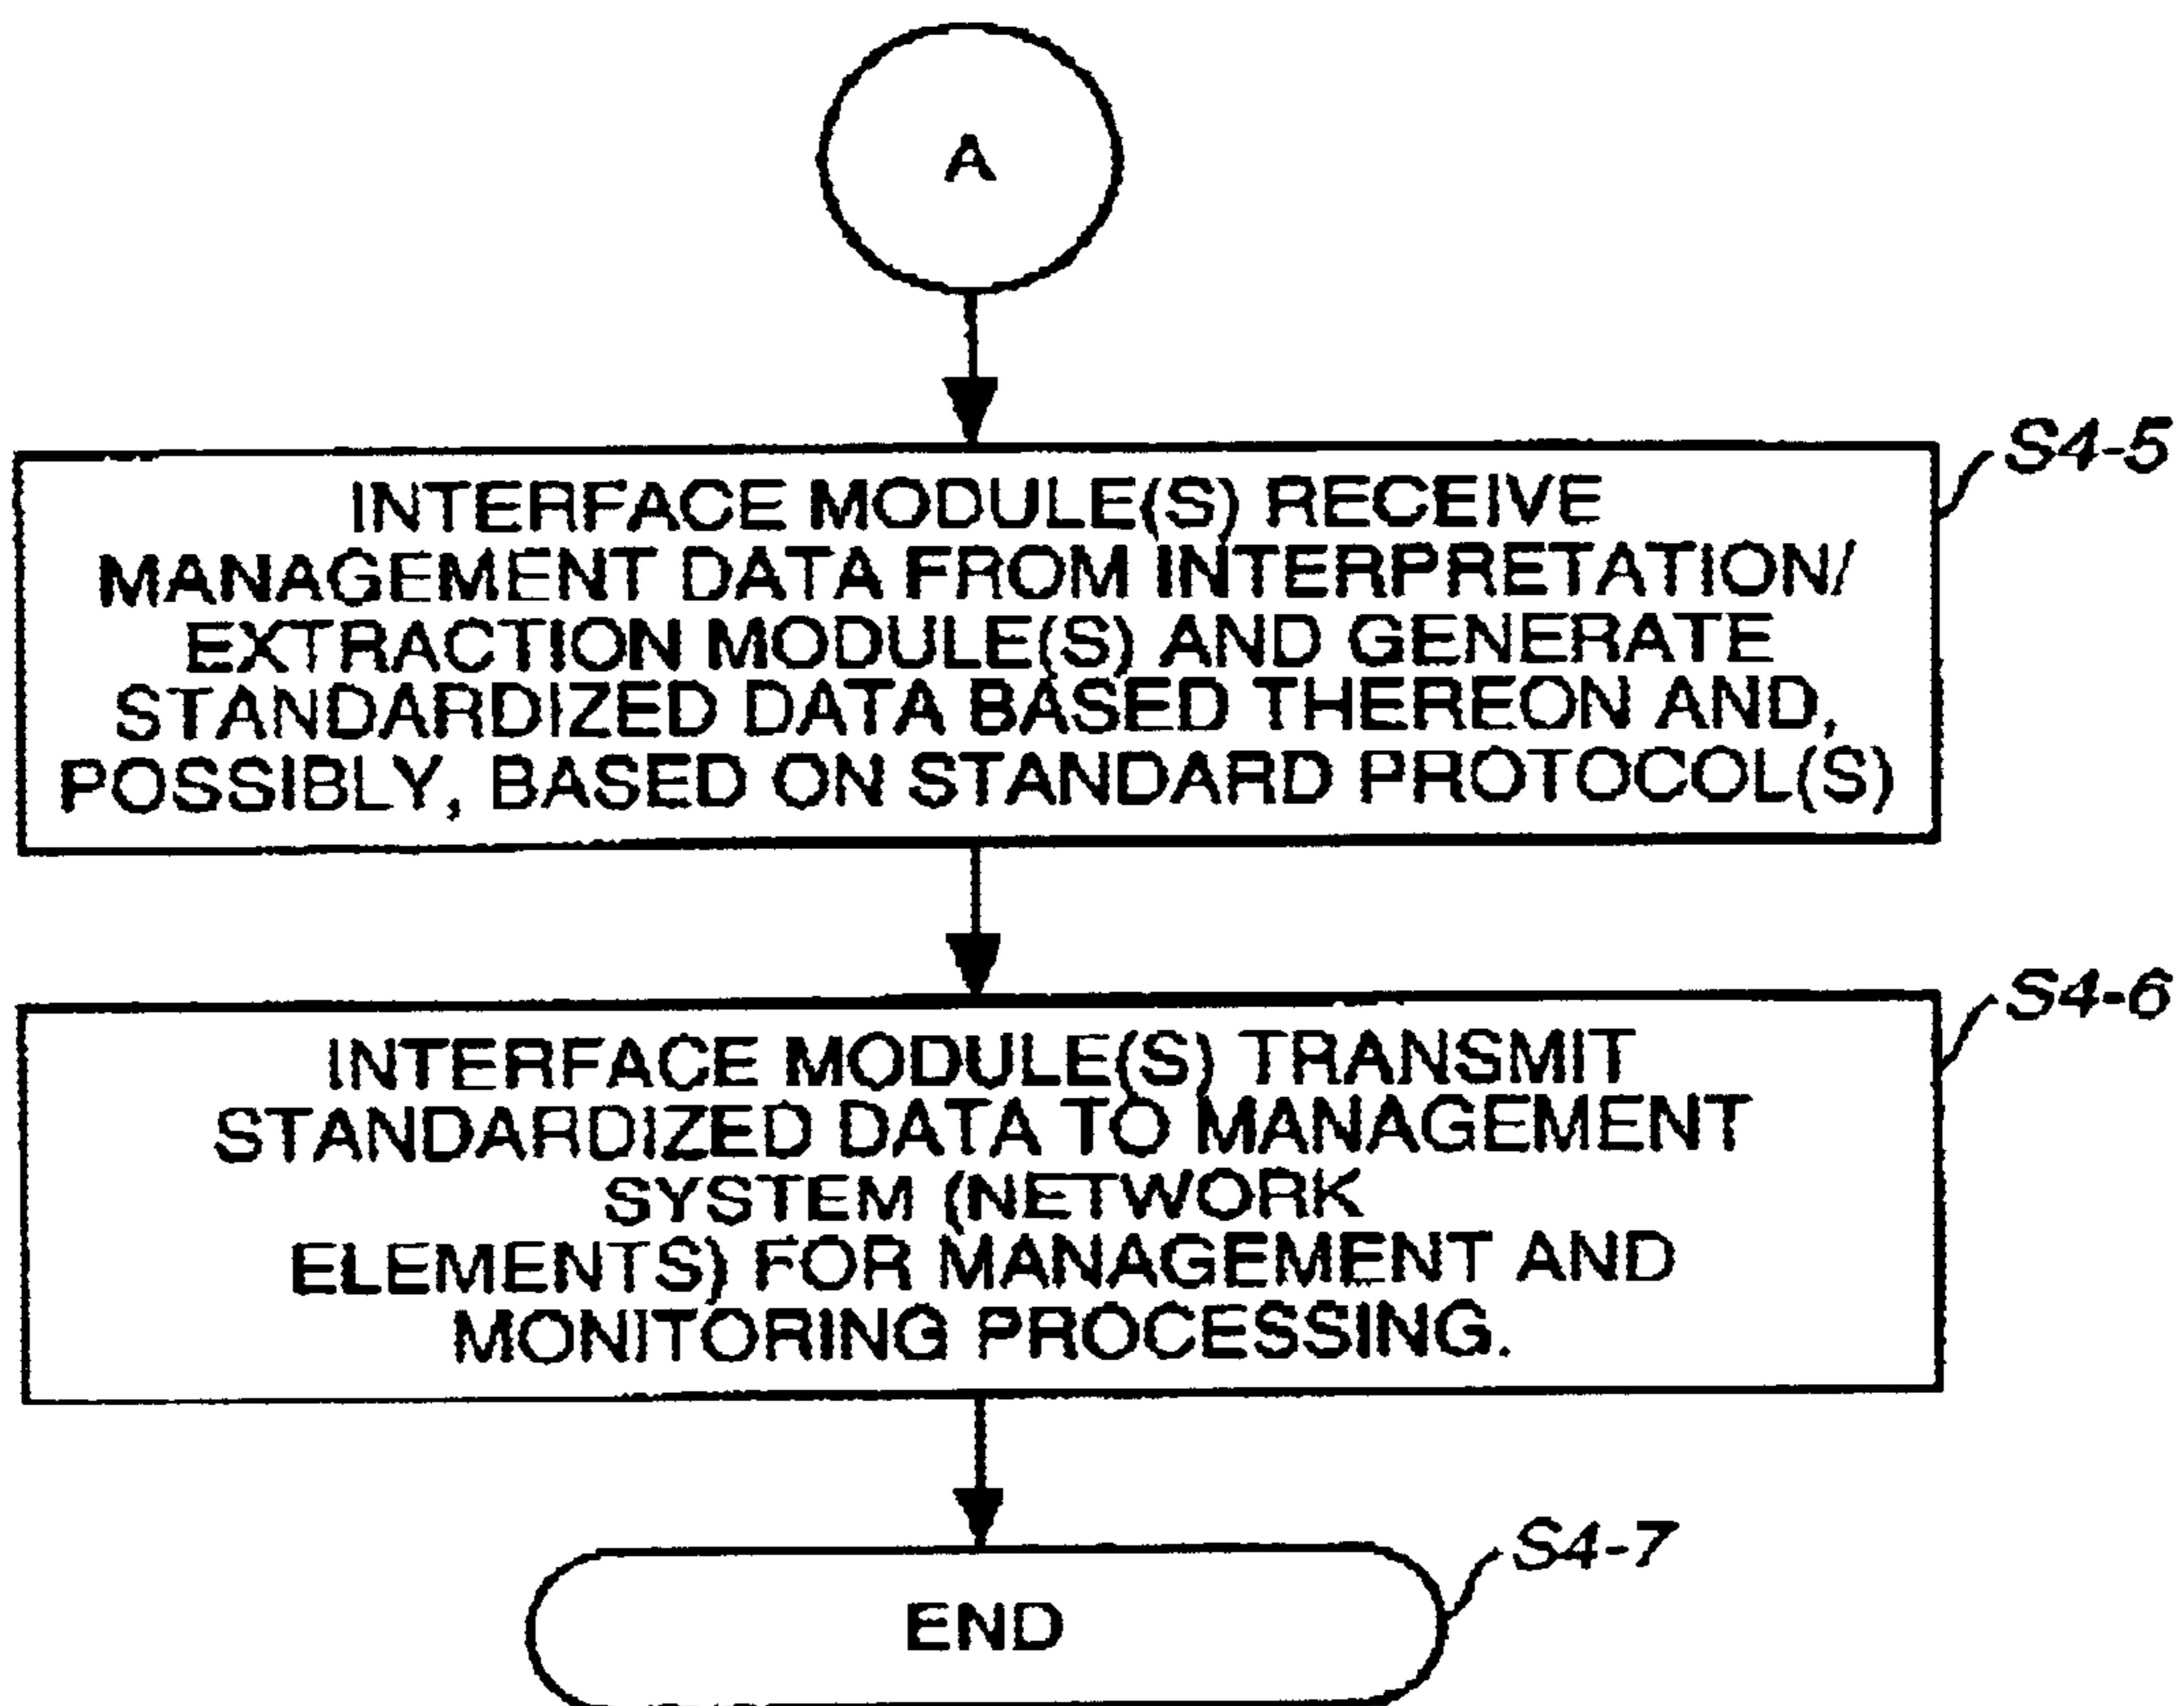 A
S4-5
INTERFACE MODULE(S) RECEIVE
MANAGEMENT DATA FROM INTERPRETATION/
EXTRACTION MODULE(S) AND GENERATE
STANDARDIZED DATA BASED THEREON AND,
POSSIBLY, BASED ON STANDARD PROTOCOL(S)
S4-6
INTERFACE MODULE(S) TRANSMIT
STANDARDIZED DATA TO MANAGEMENT
SYSTEM (NETWORK
ELEMENTS) FOR MANAGEMENT AND
MONITORING PROCESSING.
S4-7
END